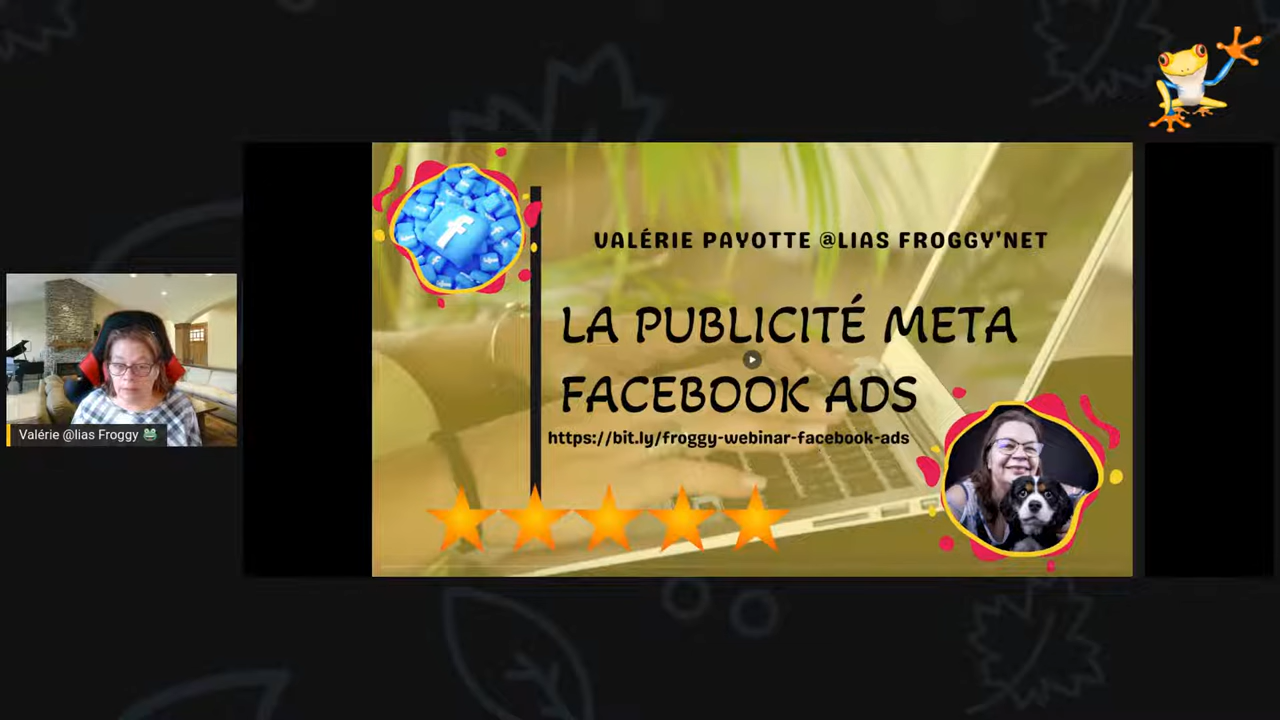 VALÉRIE PAYOTTE @LIAS FROGGY'NET
LA PUBLICITÉ META
FACEBOOK ADS
https://bit.ly/froggy-webinar-facebook-ads
Valérie @lias Froggy